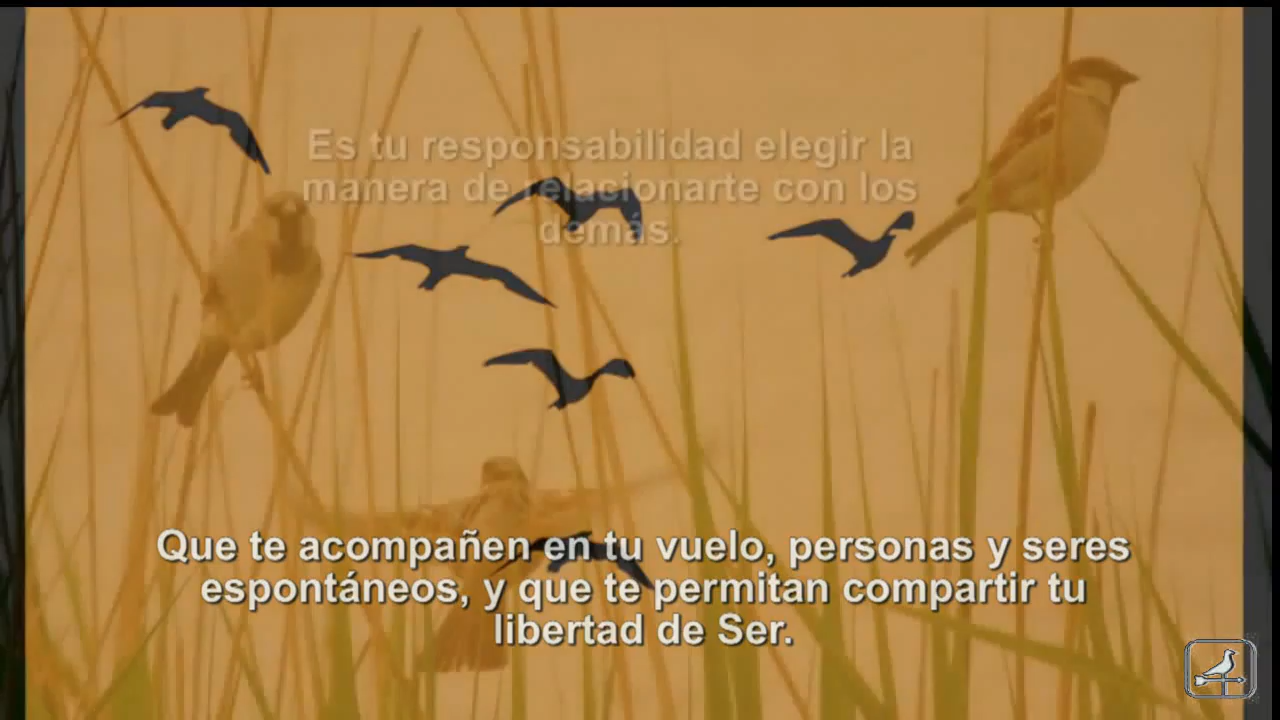 Es tu responsabilidad elegir la
manera de relacionarte con los
demás.
Que te acompañen en tu vuelo, personas y seres
espontáneos, y que te permitan compartir tu
libertad de Ser.